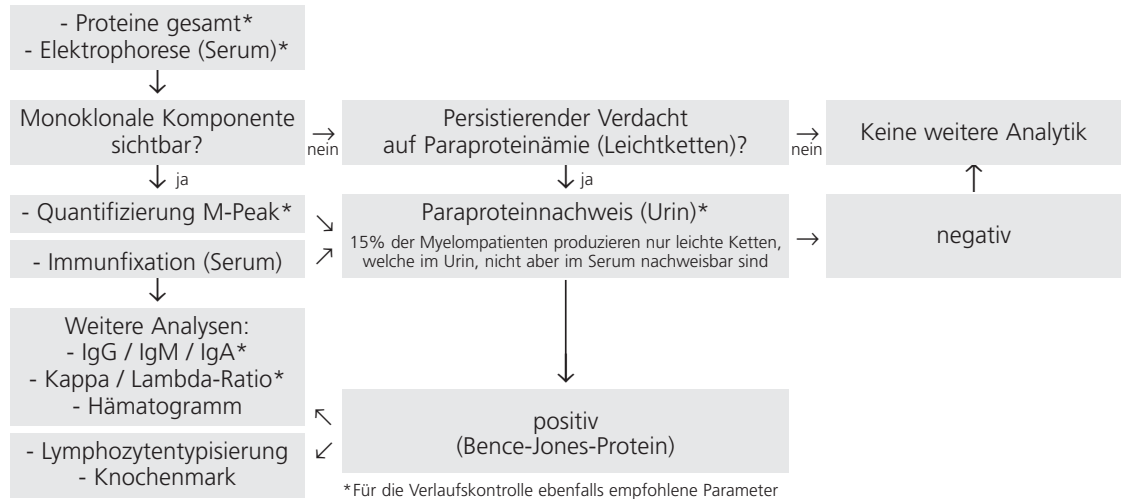 - Proteine gesamt*
- Elektrophorese (Serum)*
Monoklonale Komponente
sichtbar?
nein
Persistierender Verdacht
auf Paraproteinämie (Leichtketten)?
nein
Keine weitere Analytik
ja
ja
- Quantifizierung M-Peak*
- Immunfixation (Serum)
Paraproteinnachweis (Urin)*
15% der Myelompatienten produzieren nur leichte Ketten,
welche im Urin, nicht aber im Serum nachweisbar sind
negativ
Weitere Analysen:
- IgG / IgM / IgA*
- Kappa / Lambda-Ratio*
- Hämatogramm
- Lymphozytentypisierung
- Knochenmark
positiv
(Bence-Jones-Protein)
*Für die Verlaufskontrolle ebenfalls empfohlene Parameter